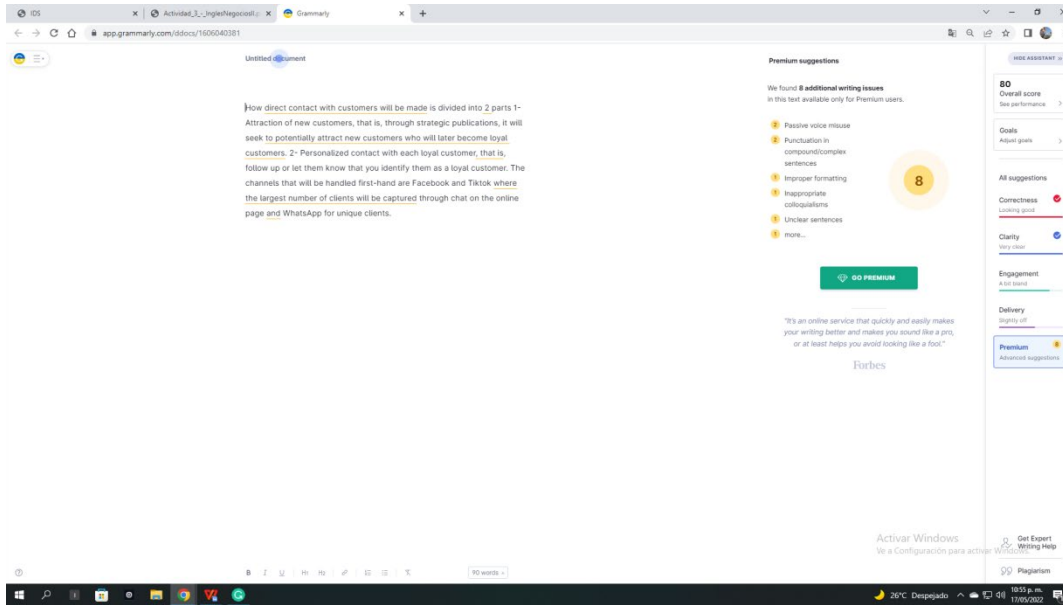 IDS
Actividad_3_-_InglesNegociosII.p
Grammarly
app.grammarly.com/ddocs/1606040381
Untitled document
How direct contact with customers will be made is divided into 2 parts 1-
Attraction of new customers, that is, through strategic publications, it will
seek to potentially attract new customers who will later become loyal
customers. 2- Personalized contact with each loyal customer, that is,
follow up or let them know that you identify them as a loyal customer. The
channels that will be handled first-hand are Facebook and Tiktok where
the largest number of clients will be captured through chat on the online
page and WhatsApp for unique clients.
Premium suggestions
We found 8 additional writing issues
in this text available only for Premium users.
2 Passive voice misuse
2 Punctuation in
compound/complex
sentences
1 Improper formatting
1 Inappropriate
colloquialisms
1 Unclear sentences
1 more...
8
GO PREMIUM
"It's an online service that quickly and easily makes
your writing better and makes you sound like a pro,
or at least helps you avoid looking like a fool."
Forbes
HIDE ASSISTANT
80
Overall score
See performance
Goals
Adjust goals
All suggestions
Correctness
Looking good
Clarity
Very clear
Engagement
A bit bland
Delivery
Slightly off
Premium
Advanced suggestions
Activar Windows
Ve a Configuración para activar Windows
Get Expert
Writing Help
Plagiarism
B I U H1 H2
90 words
26°C Despejado
10:55 p. m.
17/05/2022